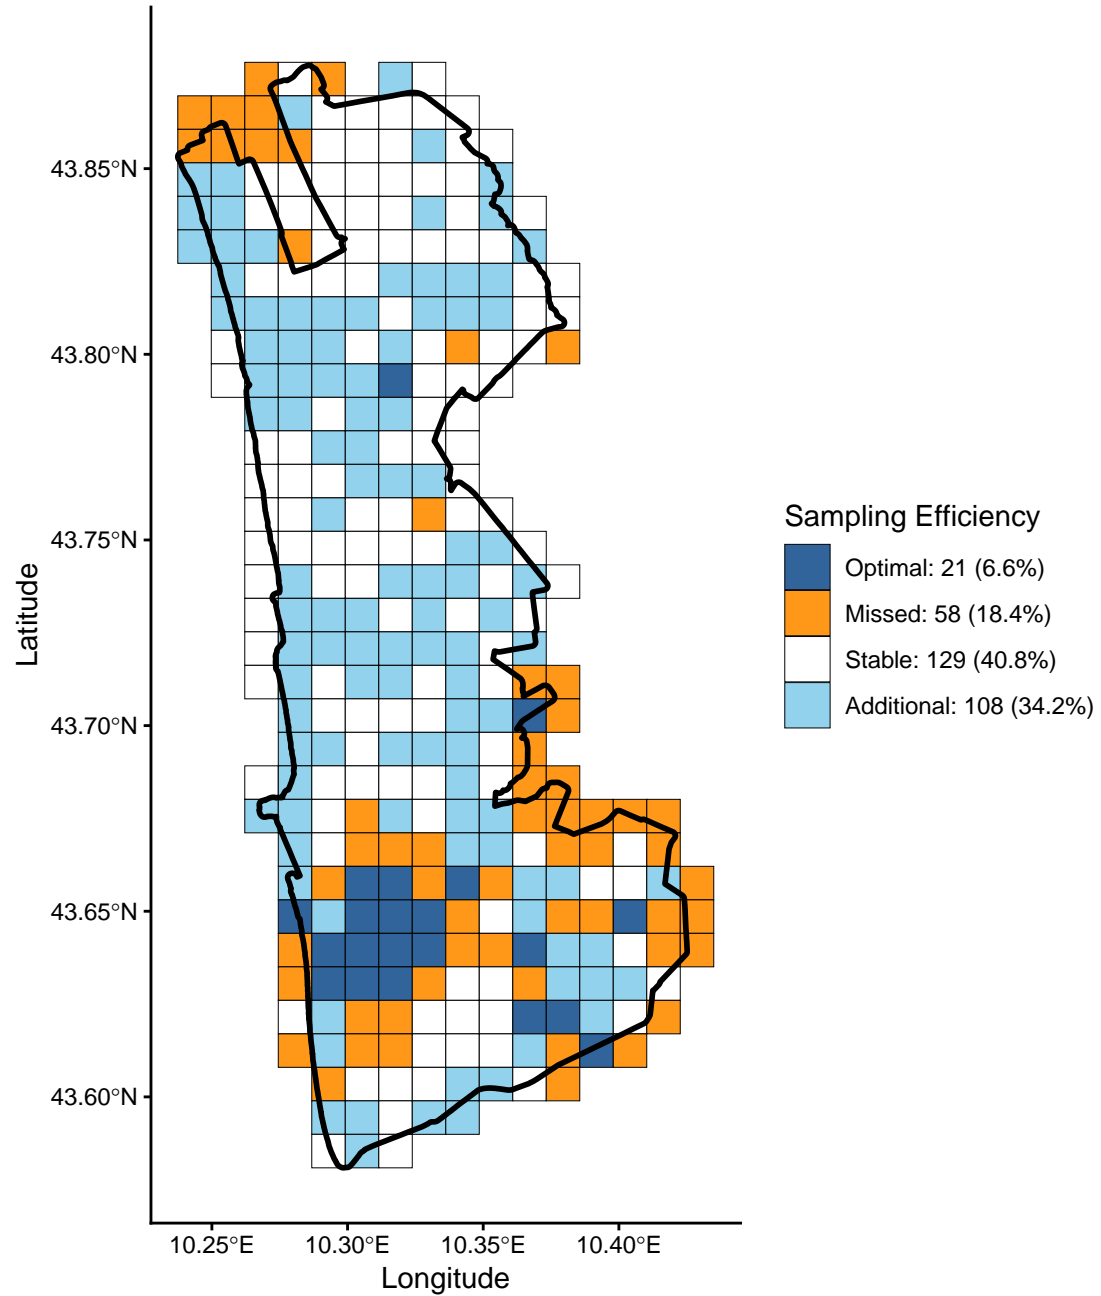 43.85°N
43.80°N
43.75°N
43.70°N
43.65°N
43.60°N
Latitude
10.25°E 10.30°E 10.35°E 10.40°E
Longitude
Sampling Efficiency
Optimal: 21 (6.6%)
Missed: 58 (18.4%)
Stable: 129 (40.8%)
Additional: 108 (34.2%)